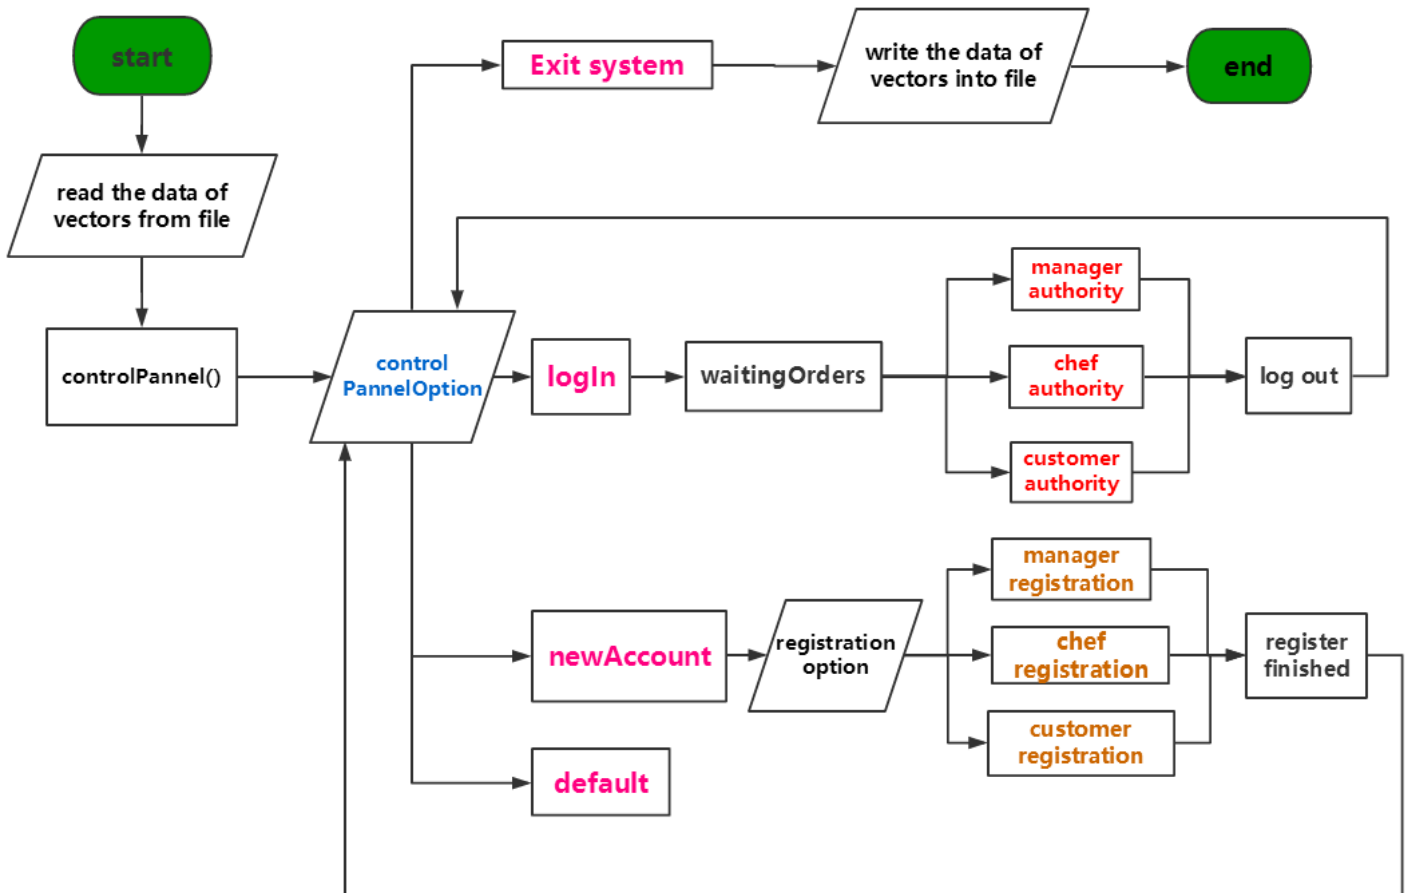 start
Exit system
write the data of
vectors into file
end
read the data of
vectors from file
controlPannel()
control
PannelOption
logIn
waitingOrders
manager
authority
chef
authority
customer
authority
log out
newAccount
registration
option
manager
registration
chef
registration
customer
registration
register
finished
default